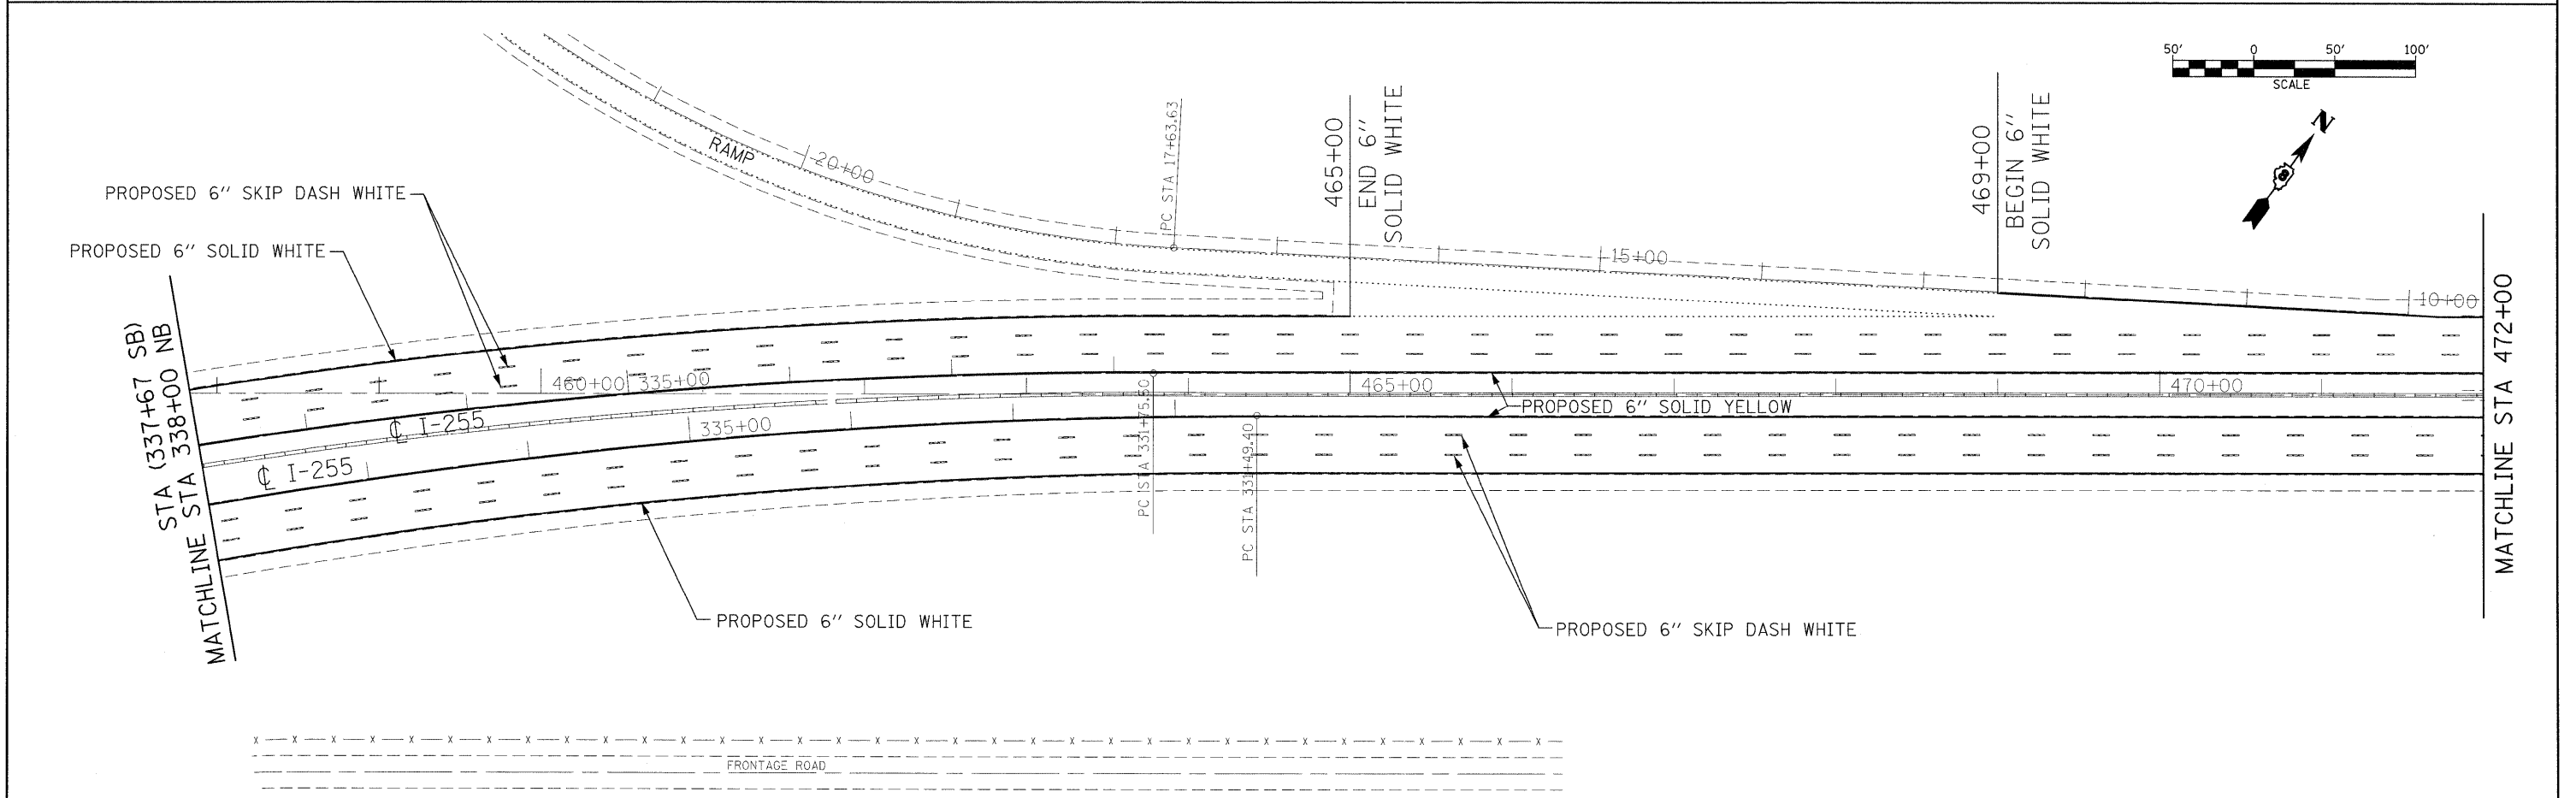 50' 0 50' 100'
SCALE
N
PROPOSED 6" SKIP DASH WHITE
PROPOSED 6" SOLID WHITE
RAMP
20+00
PC STA 17+63.63
465+00
END 6"
SOLID WHITE
15+00
469+00
BEGIN 6"
SOLID WHITE
10+00
STA (337+67 SB)
MATCHLINE STA 338+00 NB
460+00 335+00
465+00
470+00
℄ I-255
335+00
℄ I-255
PROPOSED 6" SOLID YELLOW
PC STA 331+75.50
PC STA 331+49.40
MATCHLINE STA 472+00
PROPOSED 6" SOLID WHITE
PROPOSED 6" SKIP DASH WHITE
X X X X X X X X X X X X X X X X X X X X X X X X X X X X X X X X X X
FRONTAGE ROAD